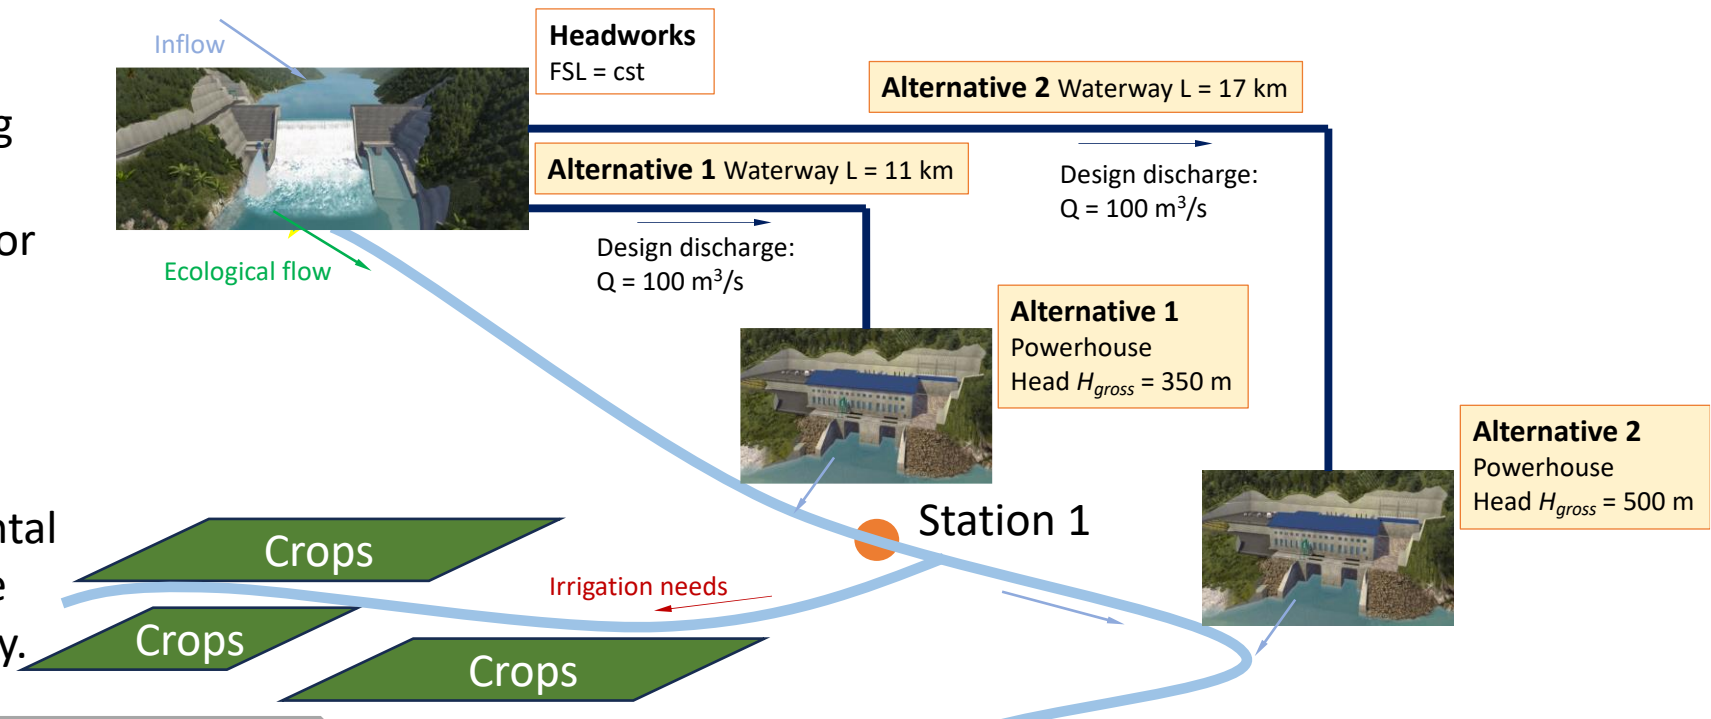 g
or
ntal
e
y.
Inflow
Headworks
FSL = cst
Alternative 2 Waterway L = 17 km
Alternative 1 Waterway L = 11 km
Design discharge:
Q = 100 m³/s
Design discharge:
Q = 100 m³/s
Ecological flow
Alternative 1
Powerhouse
Head Hgross = 350 m
Alternative 2
Powerhouse
Head Hgross = 500 m
Station 1
Crops
Irrigation needs
Crops
Crops